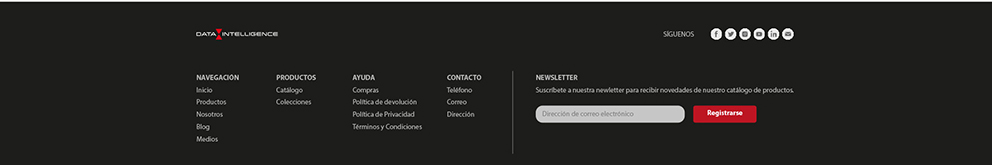 DATA INTELLIGENCE
SÍGUENOS
NAVEGACIÓN
Inicio
Productos
Nosotros
Blog
Medios
PRODUCTOS
Catálogo
Colecciones
AYUDA
Compras
Política de devolución
Política de Privacidad
Términos y Condiciones
CONTACTO
Teléfono
Correo
Dirección
NEWSLETTER
Suscríbete a nuestra newletter para recibir novedades de nuestro catálogo de productos.
Dirección de correo electrónico
Registrarse